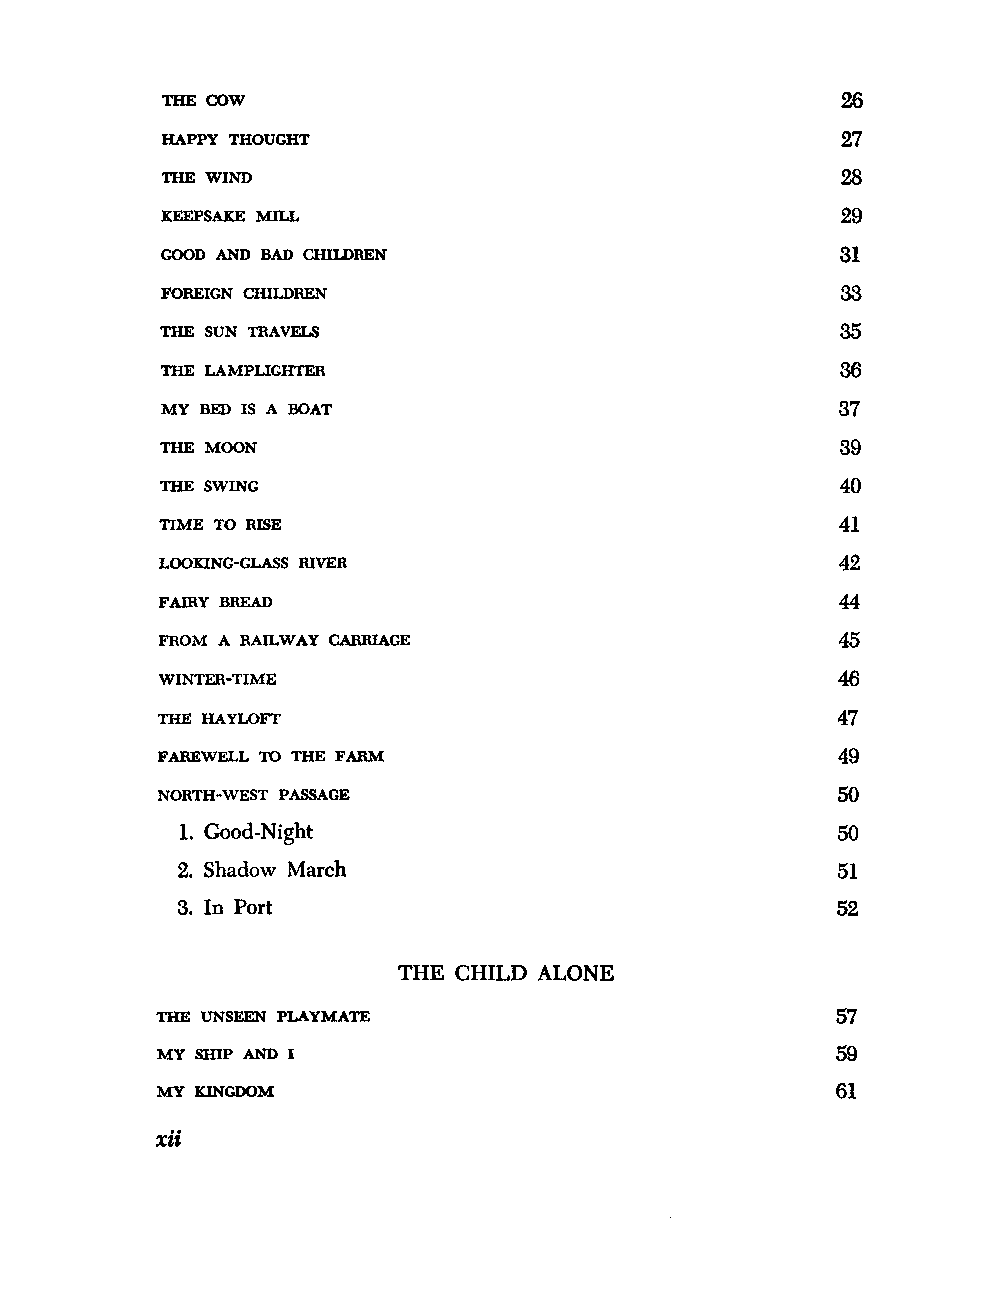 THE COW 26
HAPPY THOUGHT 27
THE WIND 28
KEEPSAKE MILL 29
GOOD AND BAD CHILDREN 31
FOREIGN CHILDREN 33
THE SUN TRAVELS 35
THE LAMPLIGHTER 36
MY BED IS A BOAT 37
THE MOON 39
THE SWING 40
TIME TO RISE 41
LOOKING-GLASS RIVER 42
FAIRY BREAD 44
FROM A RAILWAY CARRIAGE 45
WINTER-TIME 46
THE HAYLOFT 47
FAREWELL TO THE FARM 49
NORTH-WEST PASSAGE 50
1. Good-Night 50
2. Shadow March 51
3. In Port 52
THE CHILD ALONE
THE UNSEEN PLAYMATE 57
MY SHIP AND I 59
MY KINGDOM 61
xii